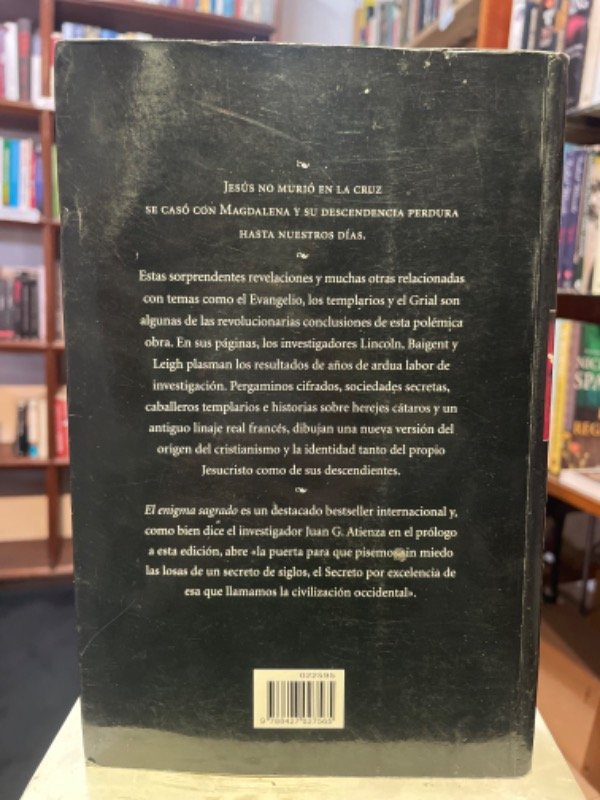 JESÚS NO MURIÓ EN LA CRUZ
SE CASÓ CON MAGDALENA Y SU DESCENDENCIA PERDURA
HASTA NUESTROS DÍAS.
Estas sorprendentes revelaciones y muchas otras relacionadas
con temas como el Evangelio, los templarios y el Grial son
algunas de las revolucionarias conclusiones de esta polémica
obra. En sus páginas, los investigadores Lincoln, Baigent y
Leigh plasman los resultados de años de ardua labor de
investigación. Pergaminos cifrados, sociedades secretas,
caballeros templarios e historias sobre herejes cátaros y un
antiguo linaje real francés, dibujan una nueva versión del
origen del cristianismo y la identidad tanto del propio
Jesucristo como de sus descendientes.
El enigma sagrado es un destacado bestseller internacional y,
como bien dice el investigador Juan G. Atienza en el prólogo
a esta edición, abre «la puerta para que pisemos sin miedo
las losas de un secreto de siglos, el Secreto por excelencia de
esa que llamamos la civilización occidental».
022595